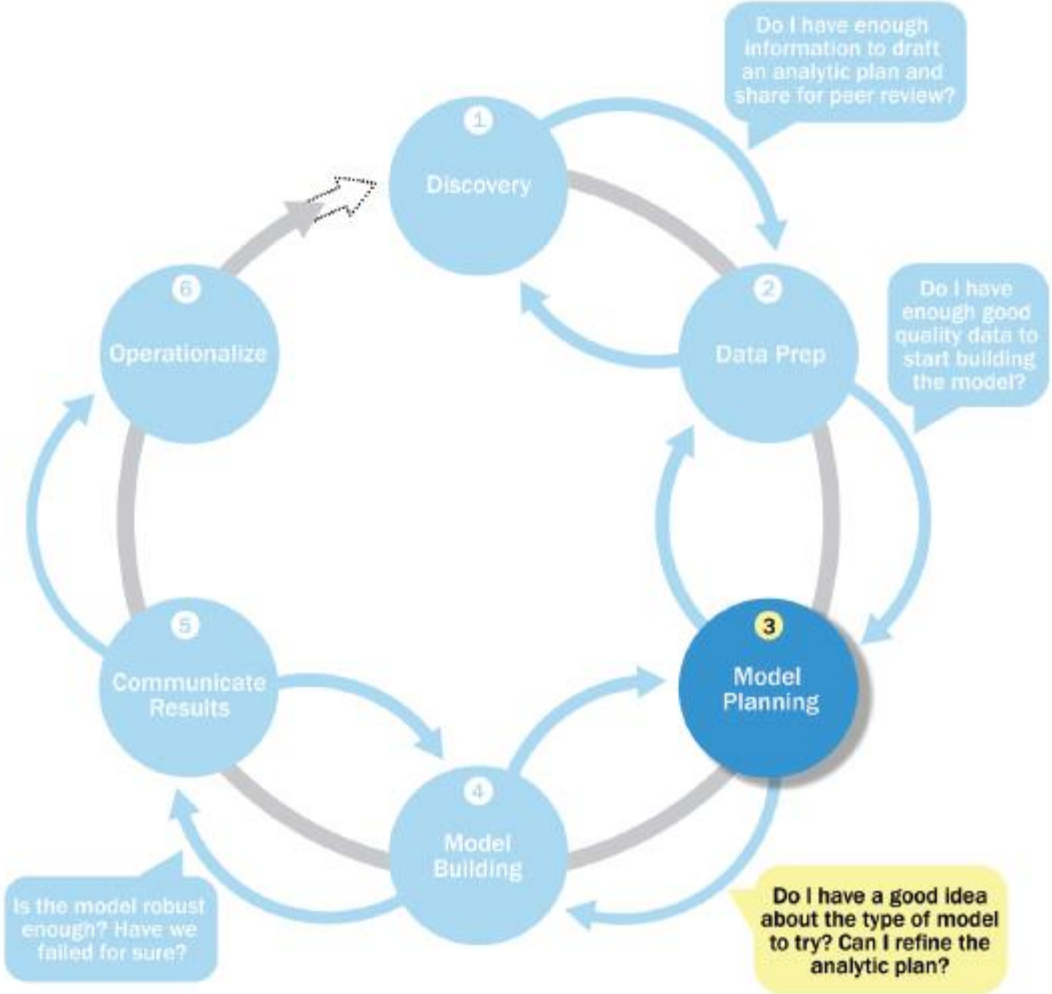 Do I have enough
information to draft
an analytic plan and
share for peer review?
1
Discovery
2
Data Prep
Do I have
enough good
quality data to
start building
the model?
3
Model
Planning
Do I have a good idea
about the type of model
to try? Can I refine the
analytic plan?
4
Model
Building
Is the model robust
enough? Have we
failed for sure?
5
Communicate
Results
6
Operationalize